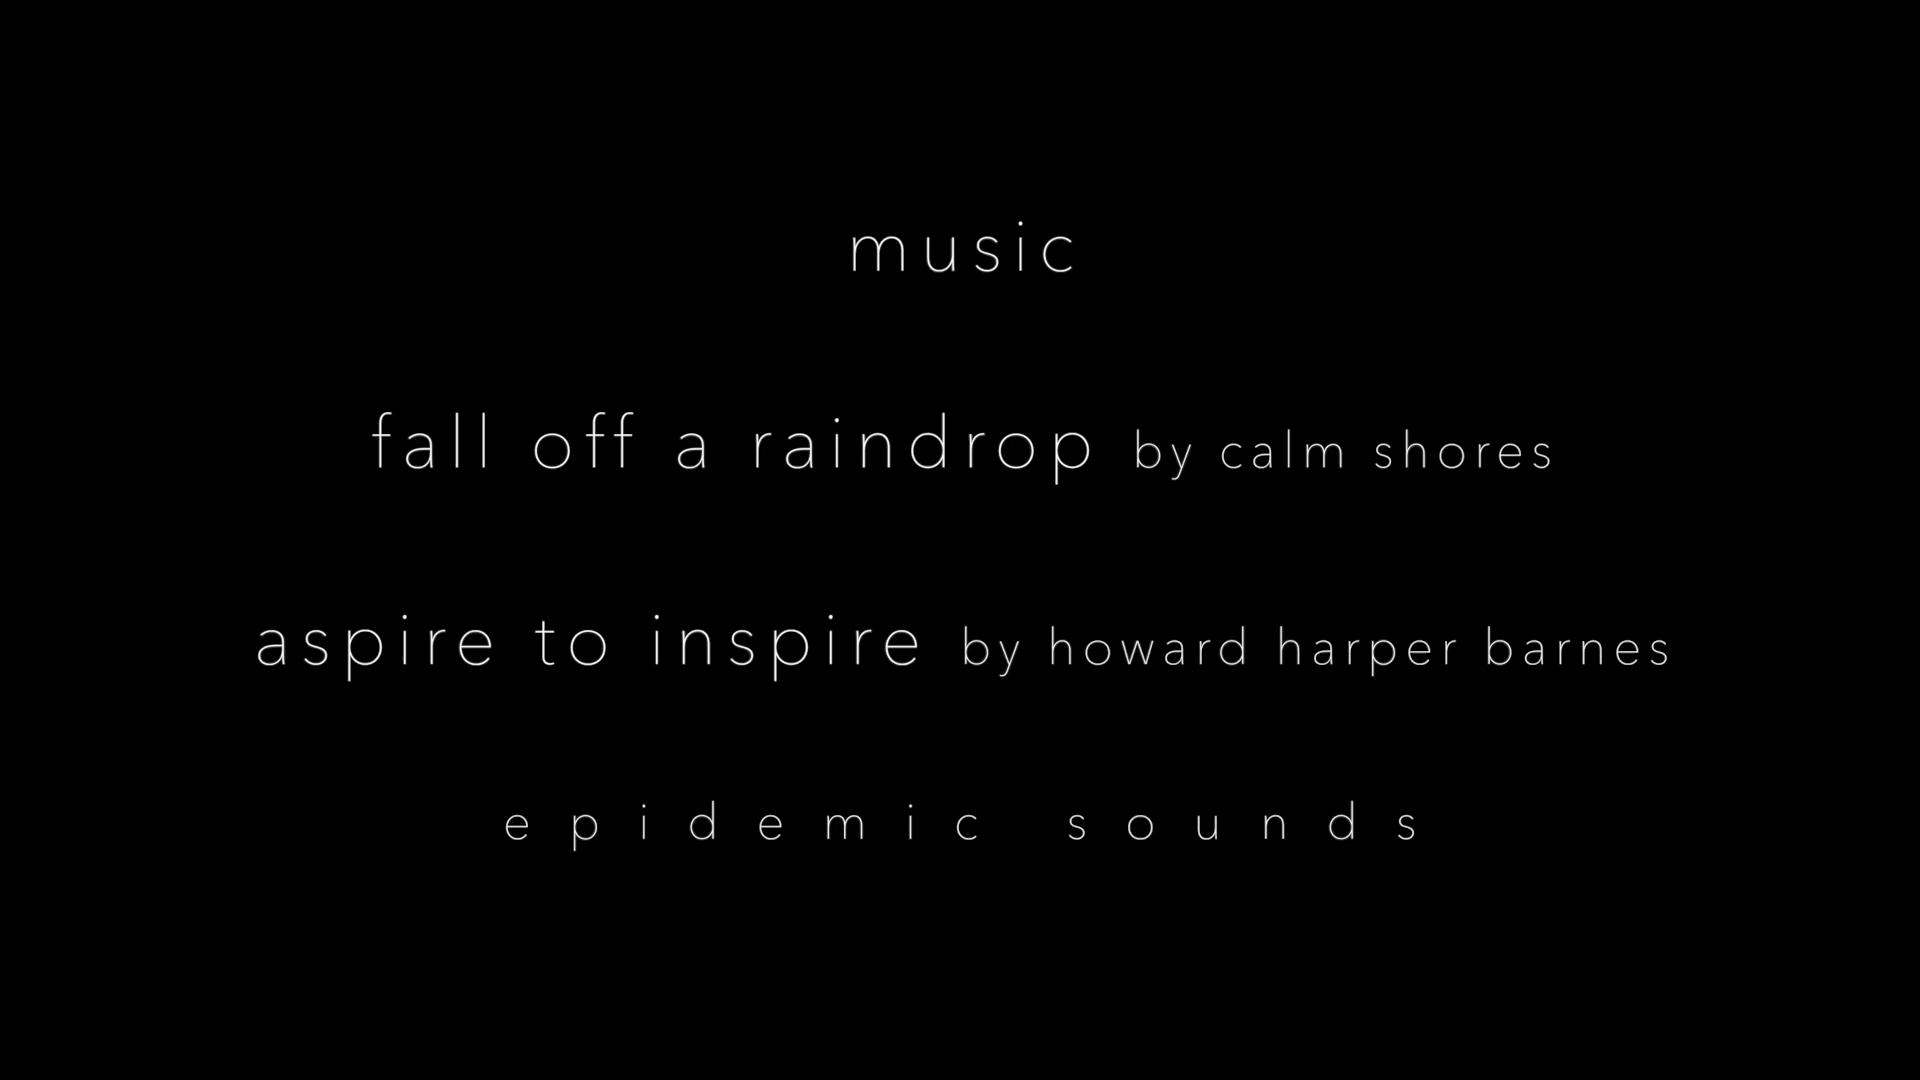 music
fall off a raindrop by calm shores
aspire to inspire by howard harper barnes
epidemic sounds